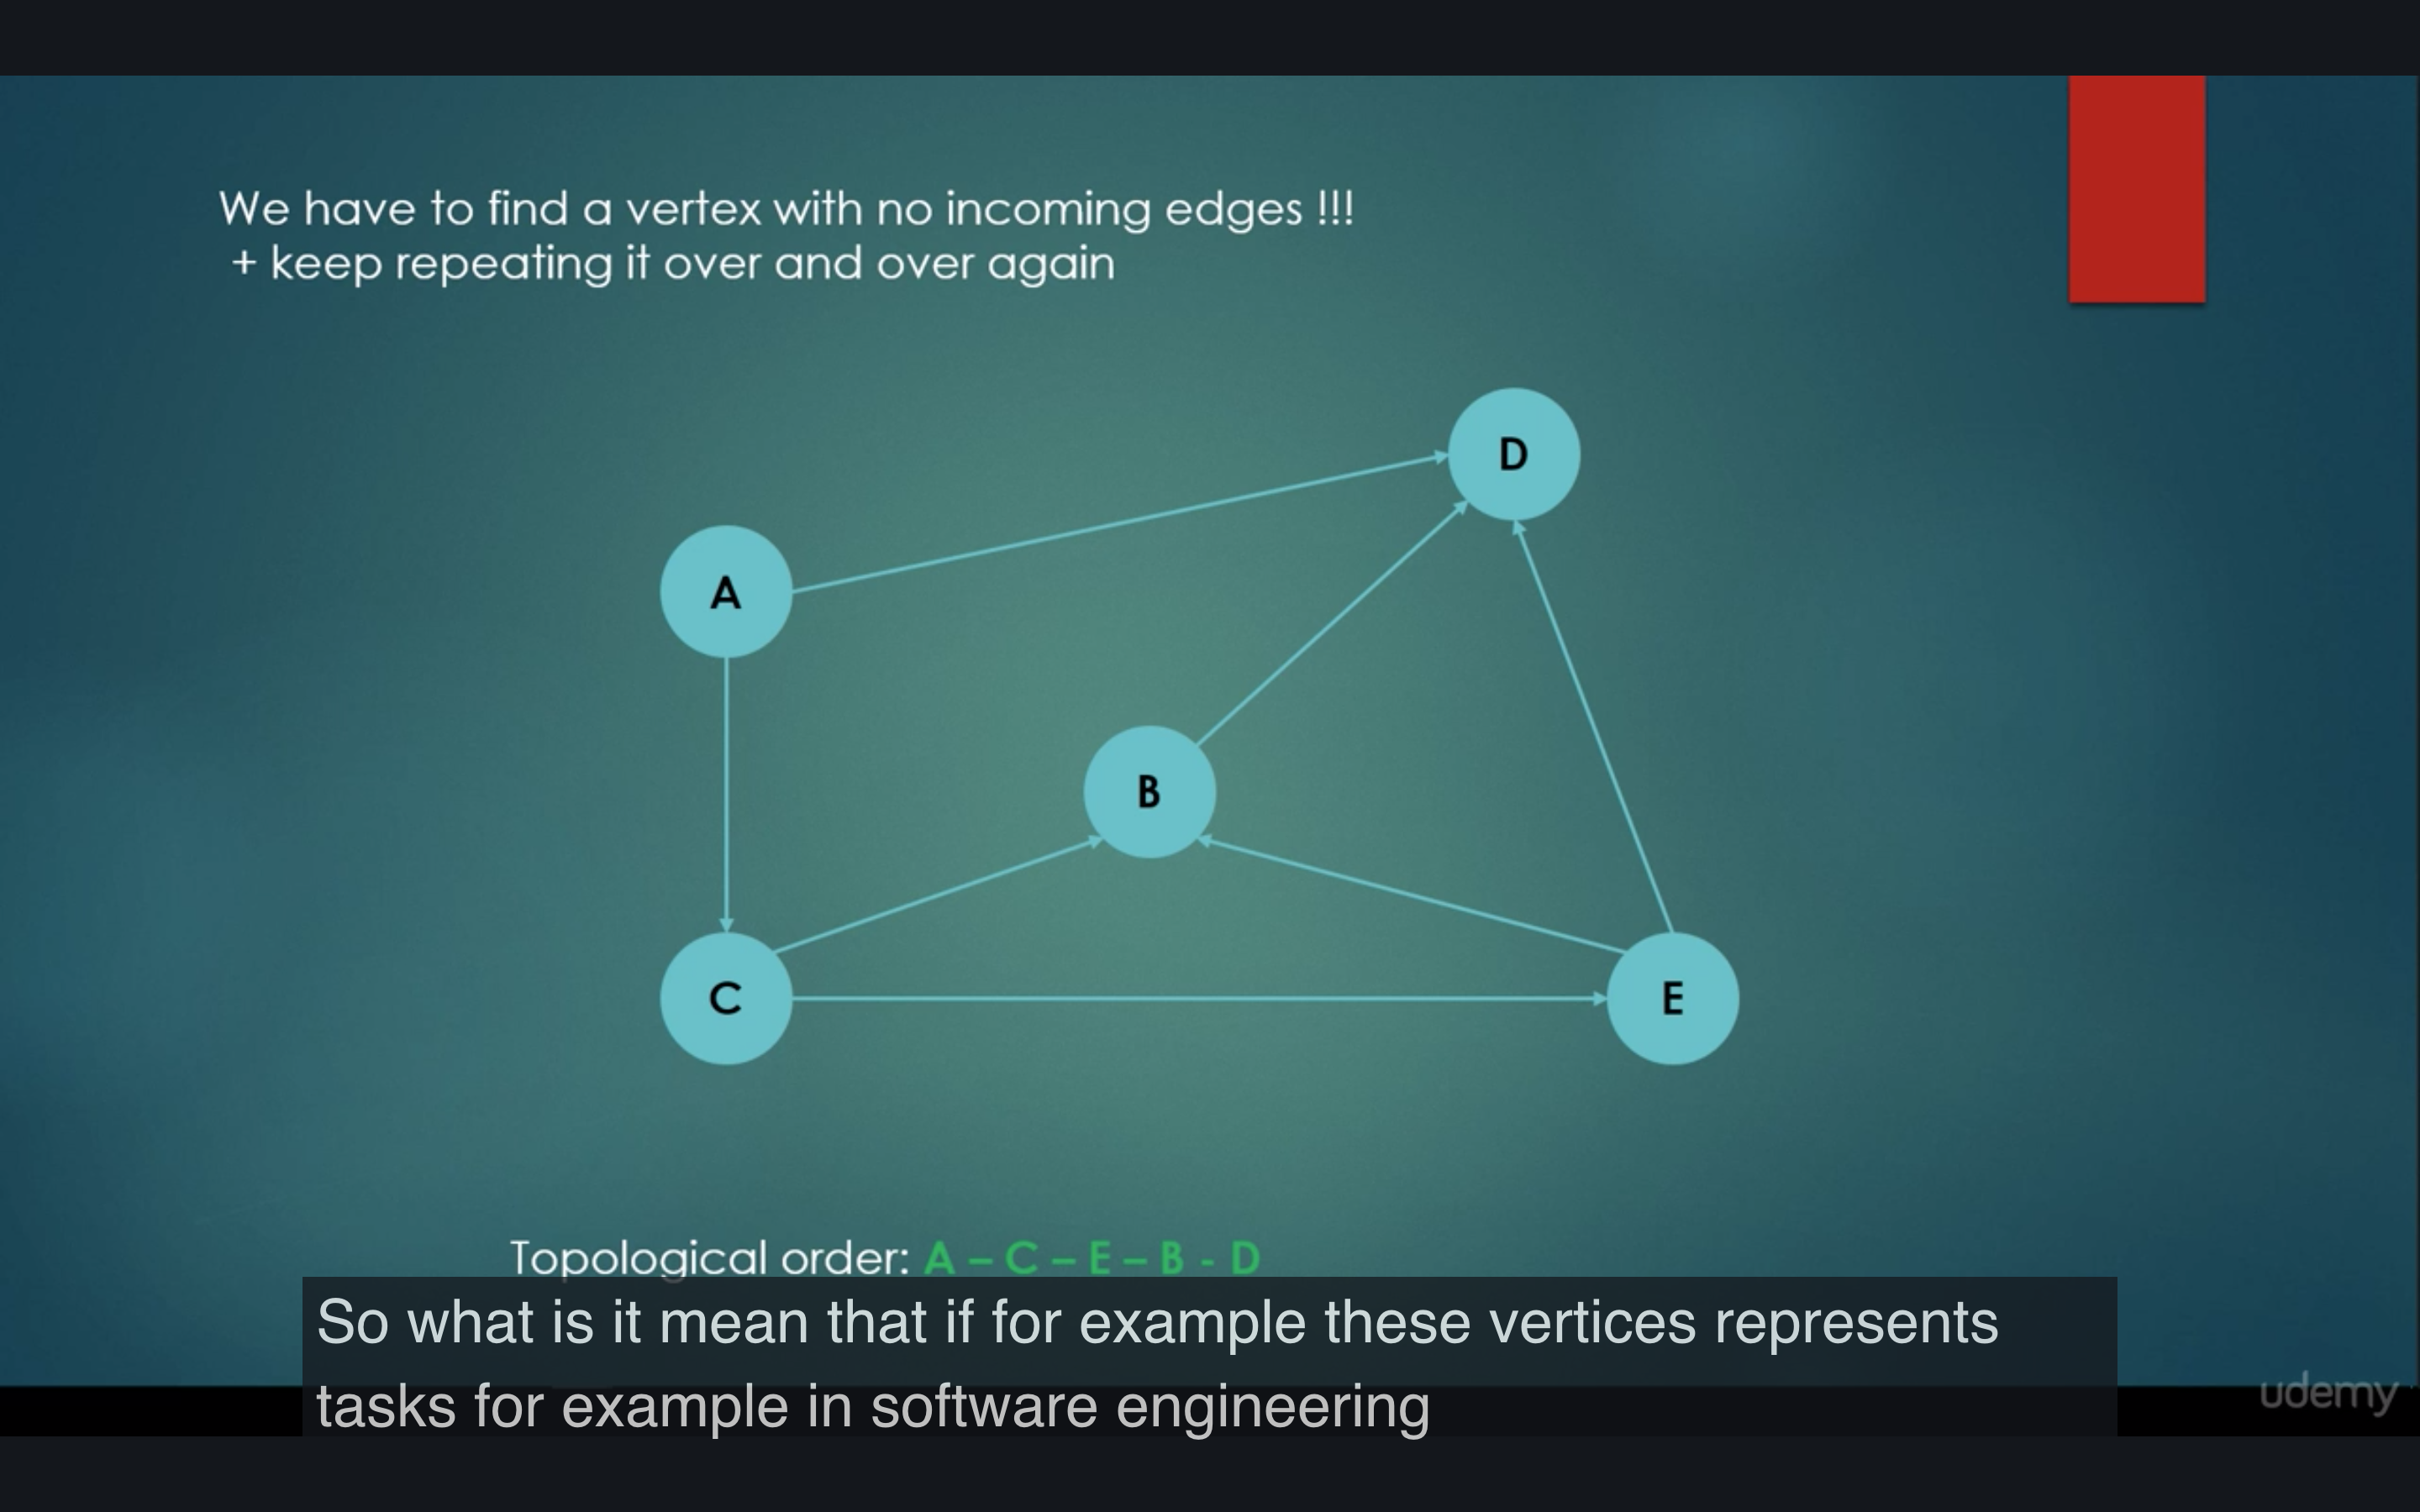 We have to find a vertex with no incoming edges !!!
+ keep repeating it over and over again
D
A
B
C
E
Topological order: A – C – E – B - D
So what is it mean that if for example these vertices represents
tasks for example in software engineering
udemy